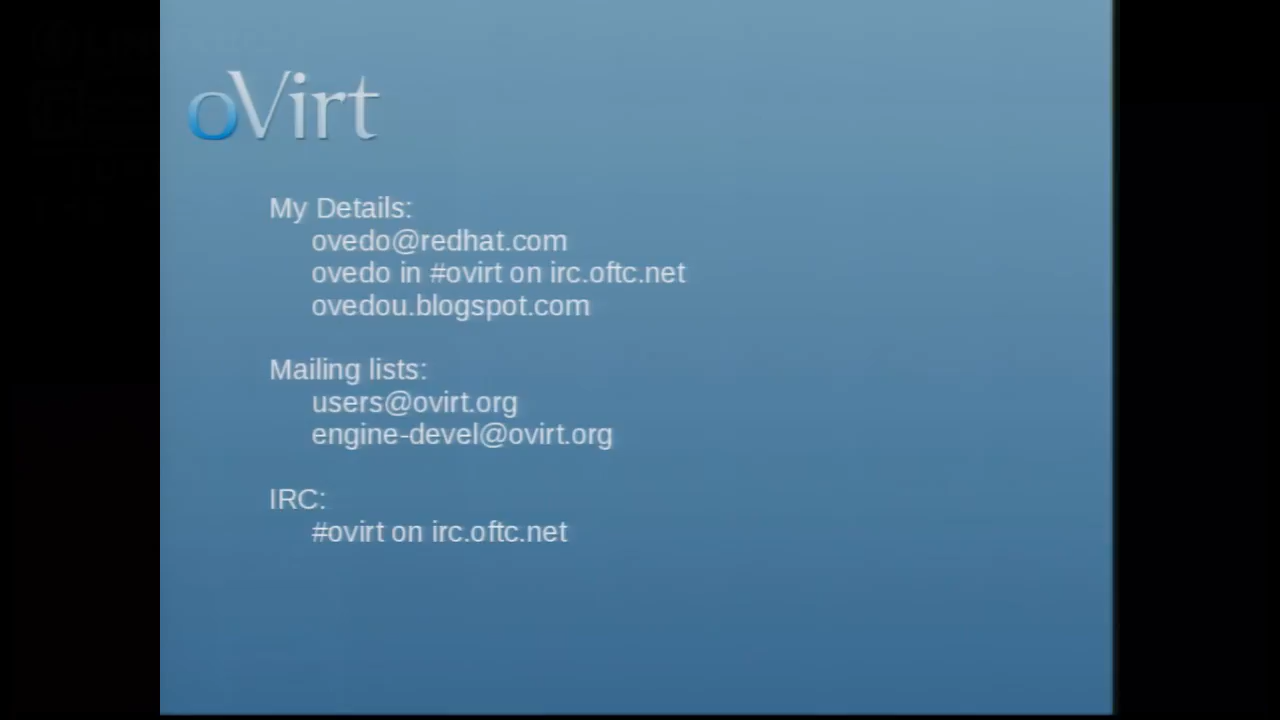 oVirt
My Details:
ovedo@redhat.com
ovedo in #ovirt on irc.oftc.net
ovedou.blogspot.com
Mailing lists:
users@ovirt.org
engine-devel@ovirt.org
IRC:
#ovirt on irc.oftc.net